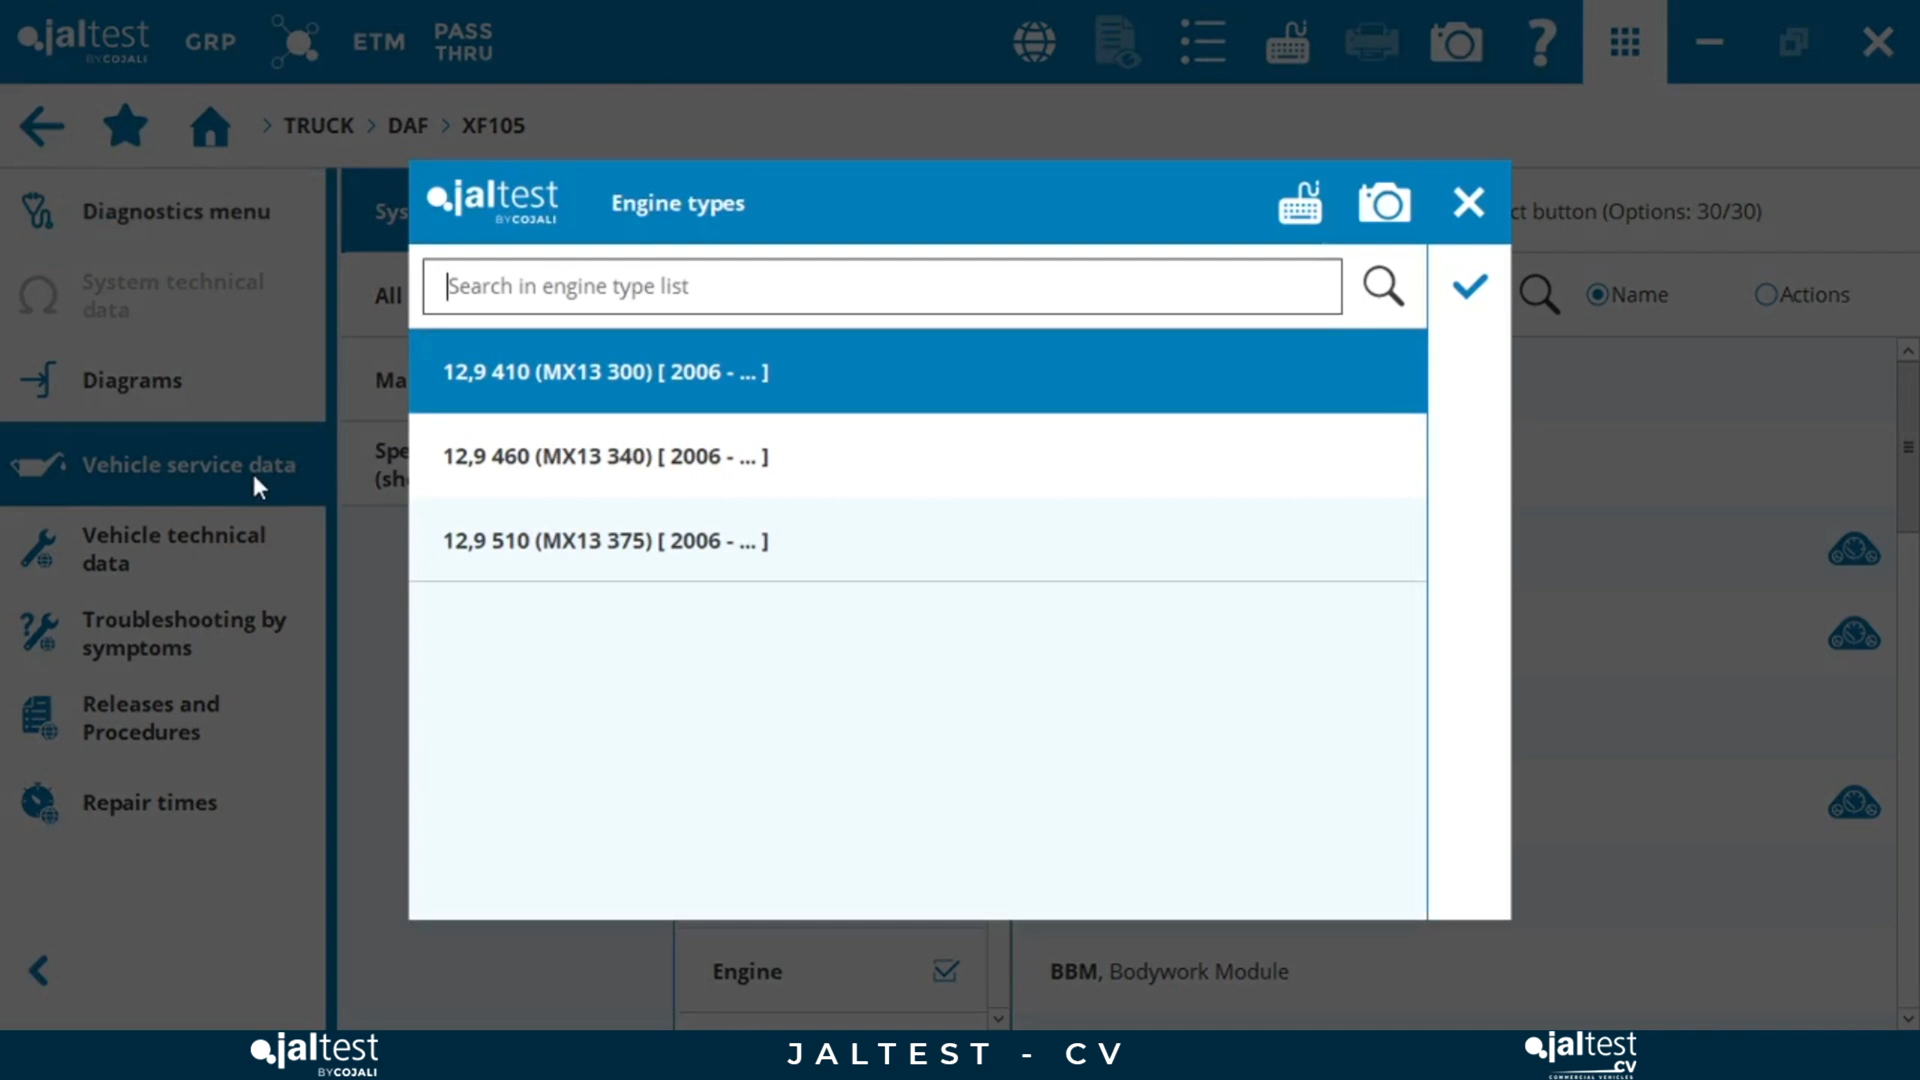 jaltest
BY COJALI
GRP
ETM
PASS
THRU
?
> TRUCK > DAF > XF105
Diagnostics menu
System technical
data
Diagrams
Vehicle service data
Vehicle technical
data
Troubleshooting by
symptoms
Releases and
Procedures
Repair times
Sys
All
Ma
Spe
(sh
jaltest
BY COJALI
Engine types
Search in engine type list
12,9 410 (MX13 300) [ 2006 - ... ]
12,9 460 (MX13 340) [ 2006 - ... ]
12,9 510 (MX13 375) [ 2006 - ... ]
ct button (Options: 30/30)
Name
Actions
Engine
BBM, Bodywork Module
jaltest
BY COJALI
JALTEST - CV
jaltest
CV
COMMERCIAL VEHICLES